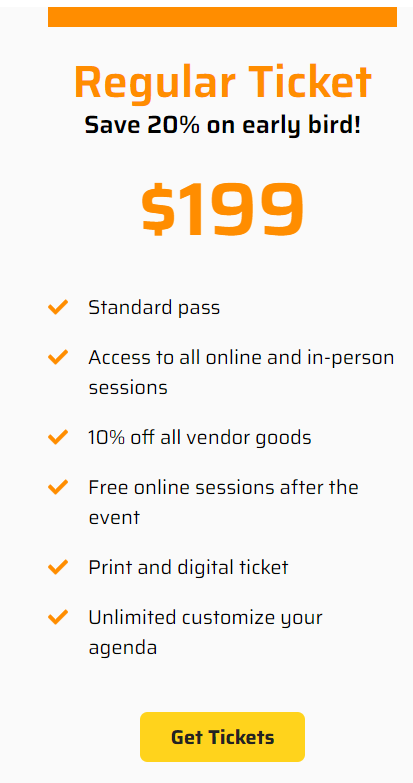 Regular Ticket
Save 20% on early bird!
$199
Standard pass
Access to all online and in-person
sessions
10% off all vendor goods
Free online sessions after the
event
Print and digital ticket
Unlimited customize your
agenda
Get Tickets